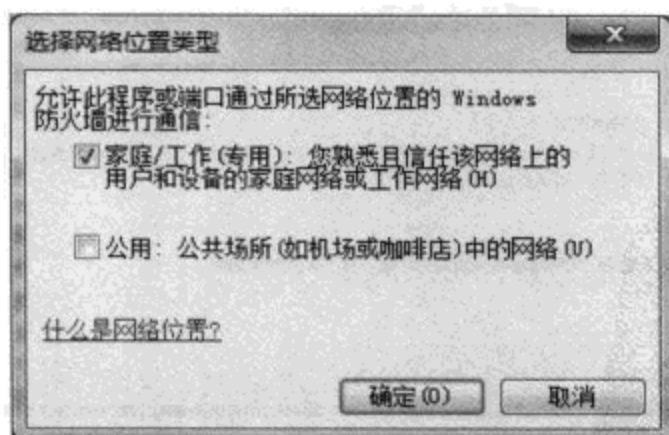 选择网络位置类型
允许此程序或端口通过所选网络位置的 Windows
防火墙进行通信:
家庭/工作(专用): 您熟悉且信任该网络上的
用户和设备的家庭网络或工作网络(H)
公用: 公共场所(如机场或咖啡店)中的网络(U)
什么是网络位置?
确定(O) 取消